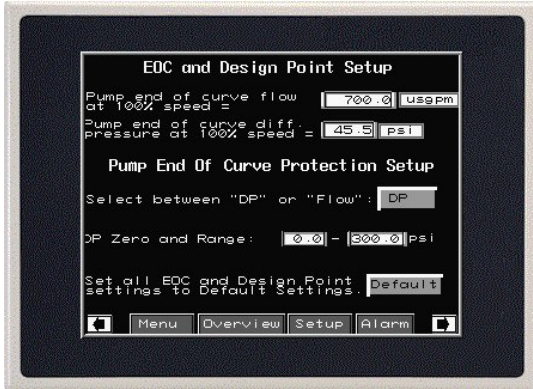 EOC and Design Point Setup
Pump end of curve flow
at 100% speed = 700.0 usgpm
Pump end of curve diff.
pressure at 100% speed = 45.5 psi
Pump End Of Curve Protection Setup
Select between "DP" or "Flow": DP
DP Zero and Range: 0.0 - 300.0 psi
Set all EOC and Design Point
settings to Default Settings. Default
Menu Overview Setup Alarm